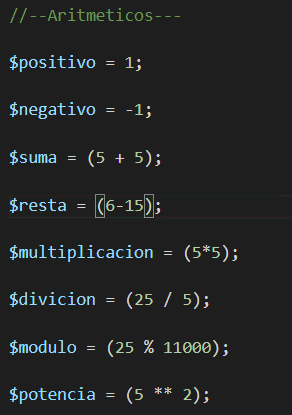 //--Aritmeticos---
$positivo = 1;
$negativo = -1;
$suma = (5 + 5);
$resta = (6-15);
$multiplicacion = (5*5);
$divicion = (25 / 5);
$modulo = (25 % 11000);
$potencia = (5 ** 2);